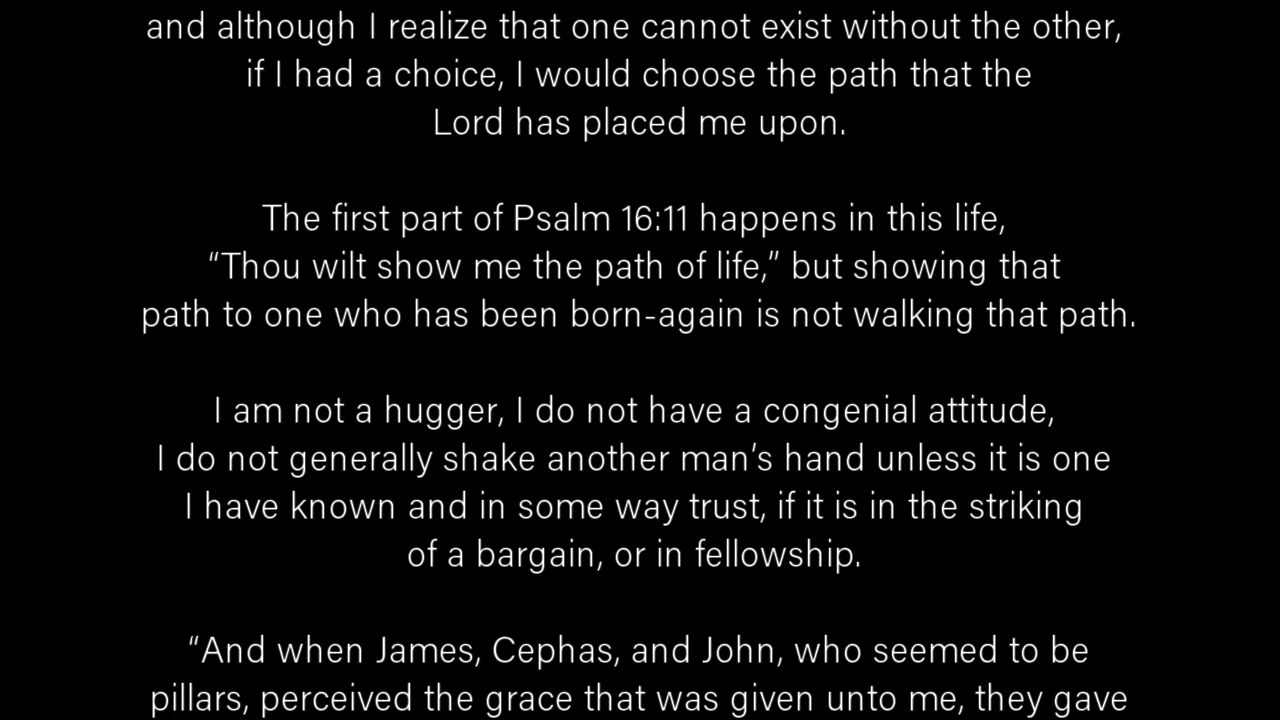 and although I realize that one cannot exist without the other,
if I had a choice, I would choose the path that the
Lord has placed me upon.
The first part of Psalm 16:11 happens in this life,
“Thou wilt show me the path of life,” but showing that
path to one who has been born-again is not walking that path.
I am not a hugger, I do not have a congenial attitude,
I do not generally shake another man’s hand unless it is one
I have known and in some way trust, if it is in the striking
of a bargain, or in fellowship.
“And when James, Cephas, and John, who seemed to be
pillars, perceived the grace that was given unto me, they gave